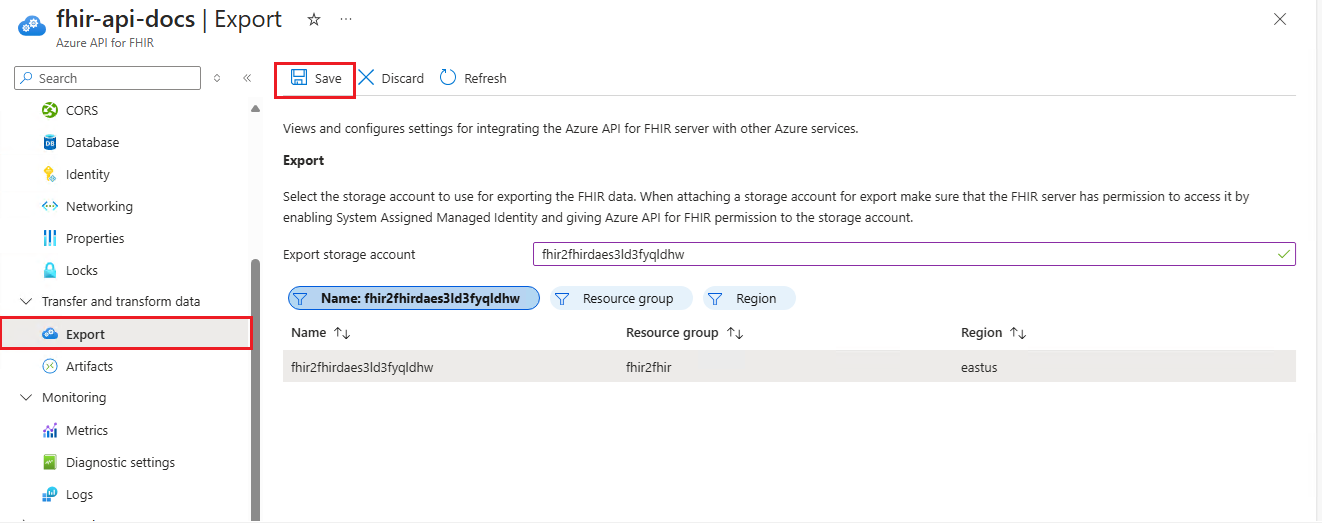 fhir-api-docs | Export
Azure API for FHIR
Search
CORS
Database
Identity
Networking
Properties
Locks
Transfer and transform data
Export
Artifacts
Monitoring
Metrics
Diagnostic settings
Logs
Save Discard Refresh
Views and configures settings for integrating the Azure API for FHIR server with other Azure services.
Export
Select the storage account to use for exporting the FHIR data. When attaching a storage account for export make sure that the FHIR server has permission to access it by
enabling System Assigned Managed Identity and giving Azure API for FHIR permission to the storage account.
Export storage account fhir2fhirdaes3ld3fyqldhw
Name: fhir2fhirdaes3ld3fyqldhw Resource group Region
Name Resource group Region
fhir2fhirdaes3ld3fyqldhw fhir2fhir eastus